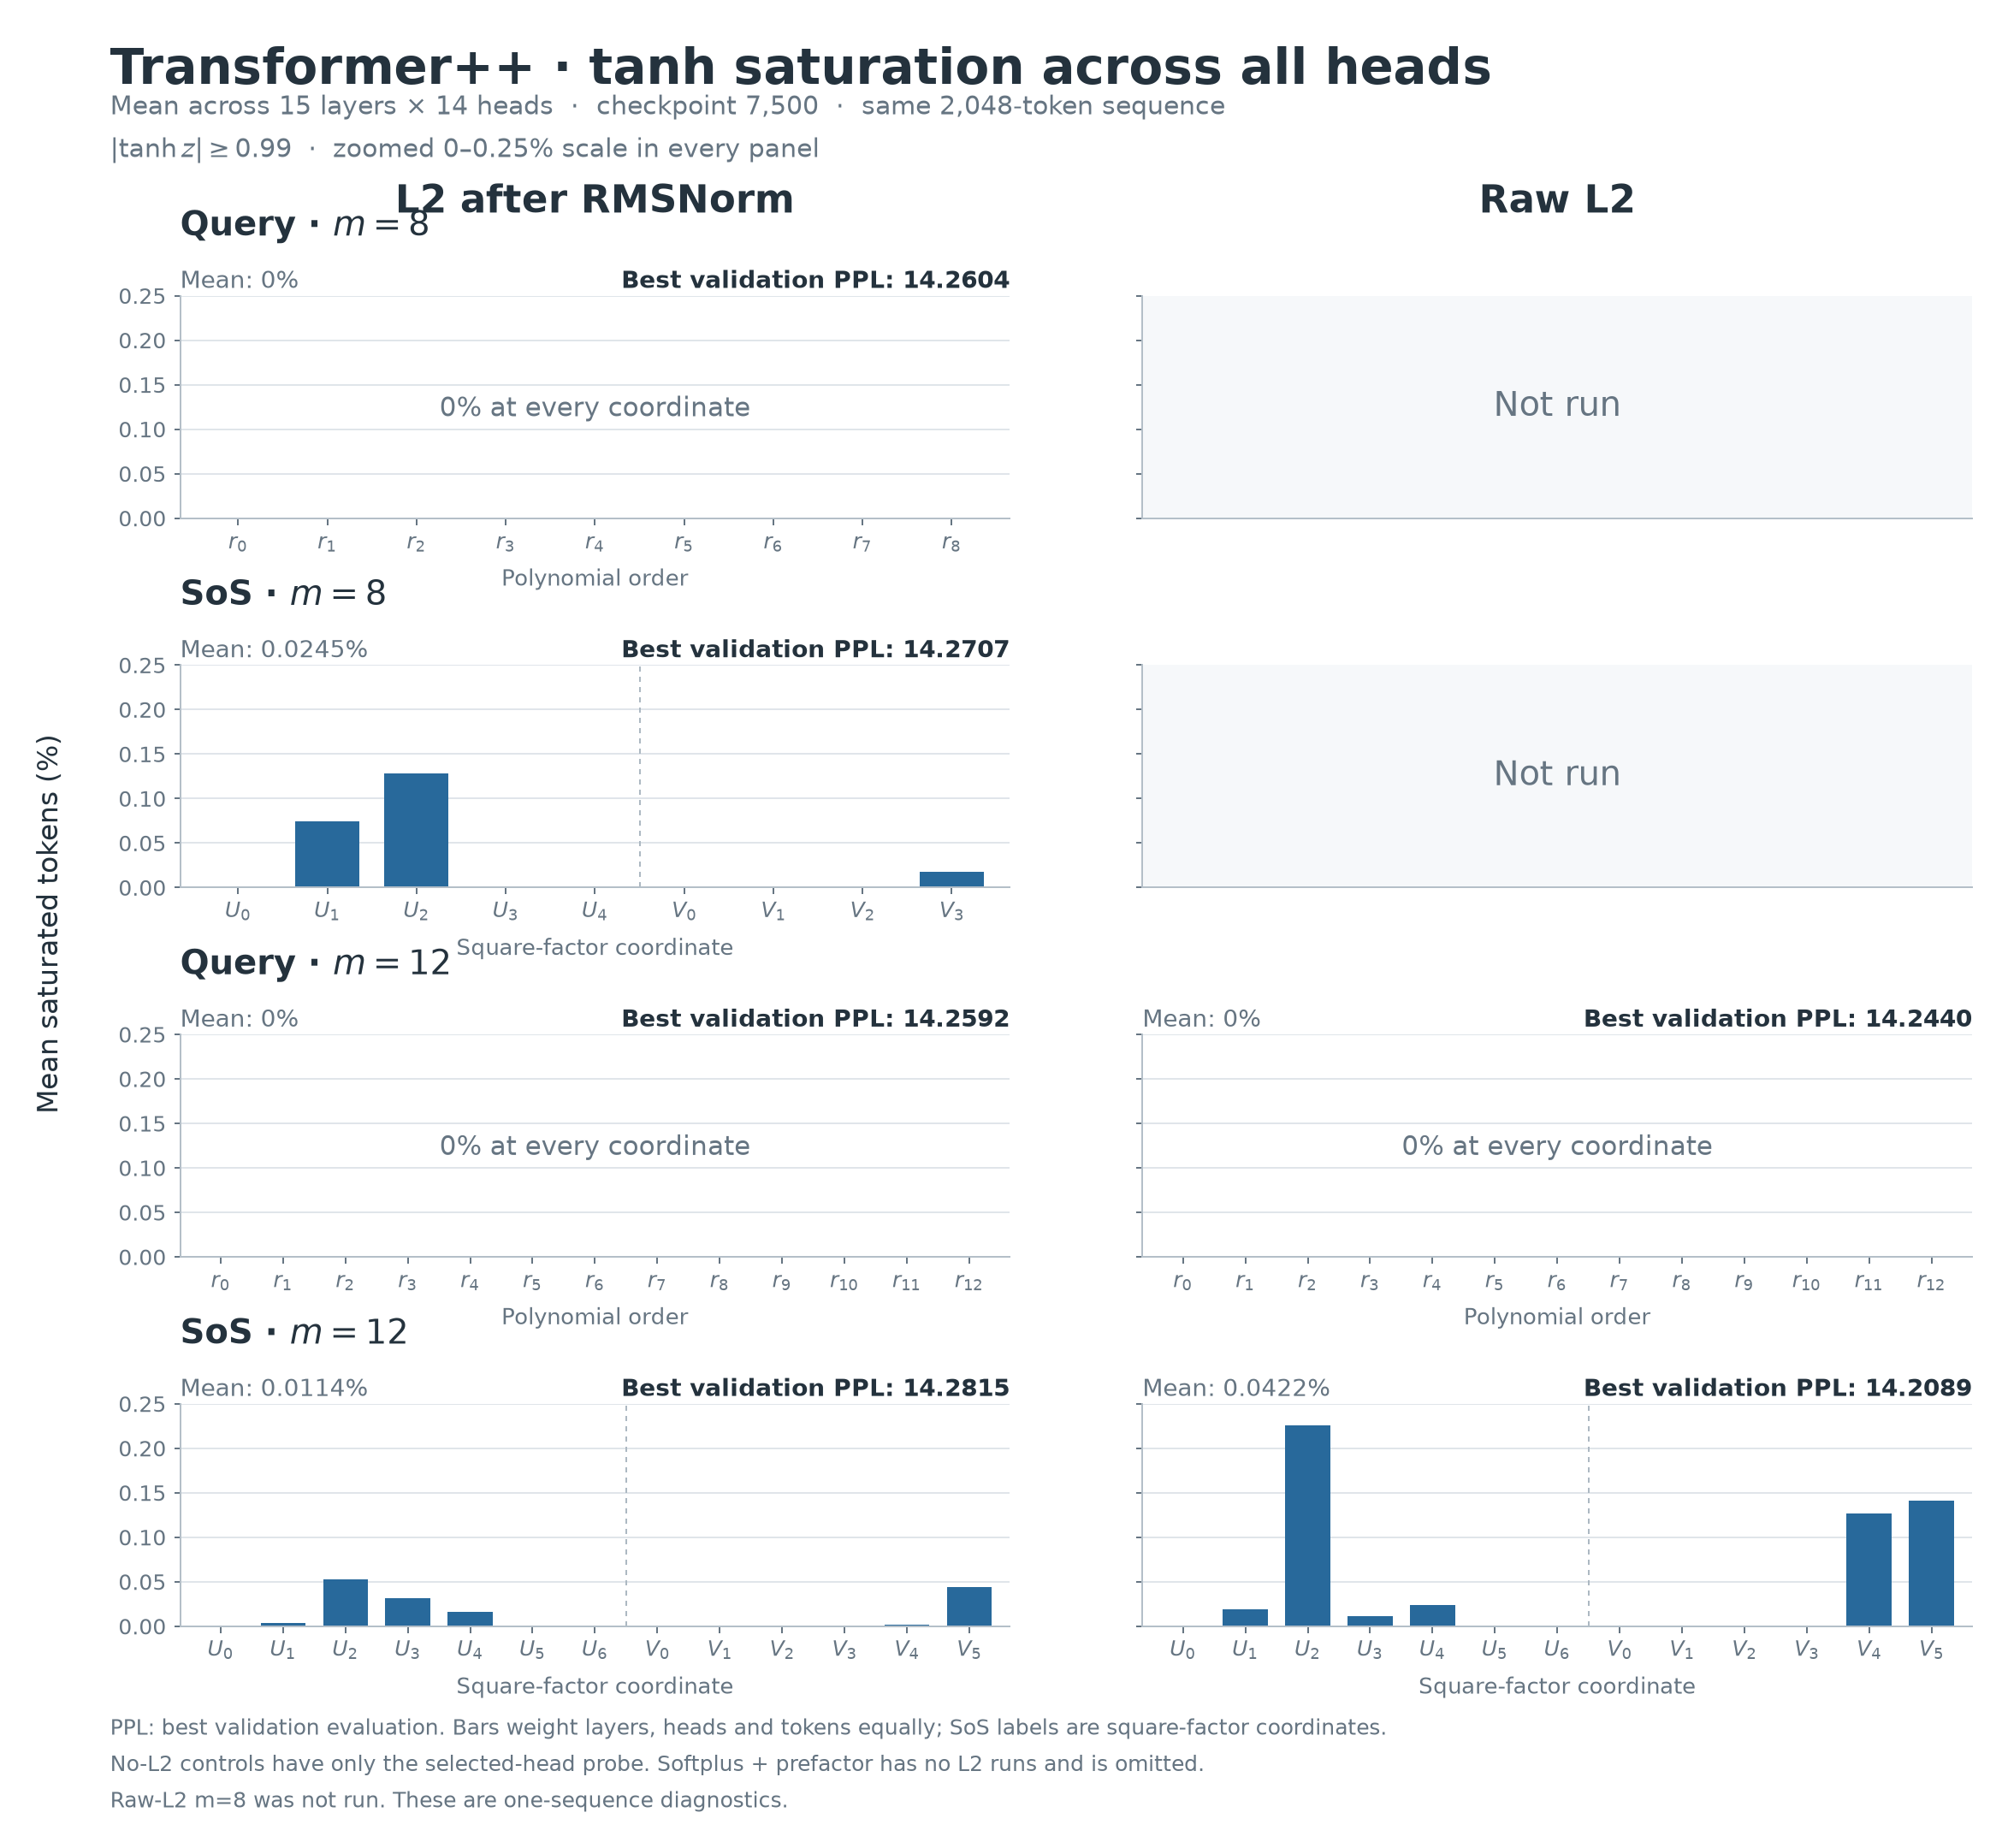 Transformer++ · tanh saturation across all heads
Mean across 15 layers × 14 heads · checkpoint 7,500 · same 2,048-token sequence
|tanh z| ≥ 0.99 · zoomed 0–0.25% scale in every panel
L2 after RMSNorm
Raw L2
Mean saturated tokens (%)
Query · m = 8
Mean: 0% Best validation PPL: 14.2604
0.25
0.20
0.15
0% at every coordinate
0.10
0.05
0.00
r0 r1 r2 r3 r4 r5 r6 r7 r8
Polynomial order
Not run
SoS · m = 8
Mean: 0.0245% Best validation PPL: 14.2707
0.25
0.20
0.15
0.10
0.05
0.00
U0 U1 U2 U3 U4 V0 V1 V2 V3
Square-factor coordinate
Not run
Query · m = 12
Mean: 0% Best validation PPL: 14.2592
0.25
0.20
0.15
0% at every coordinate
0.10
0.05
0.00
r0 r1 r2 r3 r4 r5 r6 r7 r8 r9 r10 r11 r12
Polynomial order
Mean: 0% Best validation PPL: 14.2440
0% at every coordinate
r0 r1 r2 r3 r4 r5 r6 r7 r8 r9 r10 r11 r12
Polynomial order
SoS · m = 12
Mean: 0.0114% Best validation PPL: 14.2815
0.25
0.20
0.15
0.10
0.05
0.00
U0 U1 U2 U3 U4 U5 U6 V0 V1 V2 V3 V4 V5
Square-factor coordinate
Mean: 0.0422% Best validation PPL: 14.2089
U0 U1 U2 U3 U4 U5 U6 V0 V1 V2 V3 V4 V5
Square-factor coordinate
PPL: best validation evaluation. Bars weight layers, heads and tokens equally; SoS labels are square-factor coordinates.
No-L2 controls have only the selected-head probe. Softplus + prefactor has no L2 runs and is omitted.
Raw-L2 m=8 was not run. These are one-sequence diagnostics.